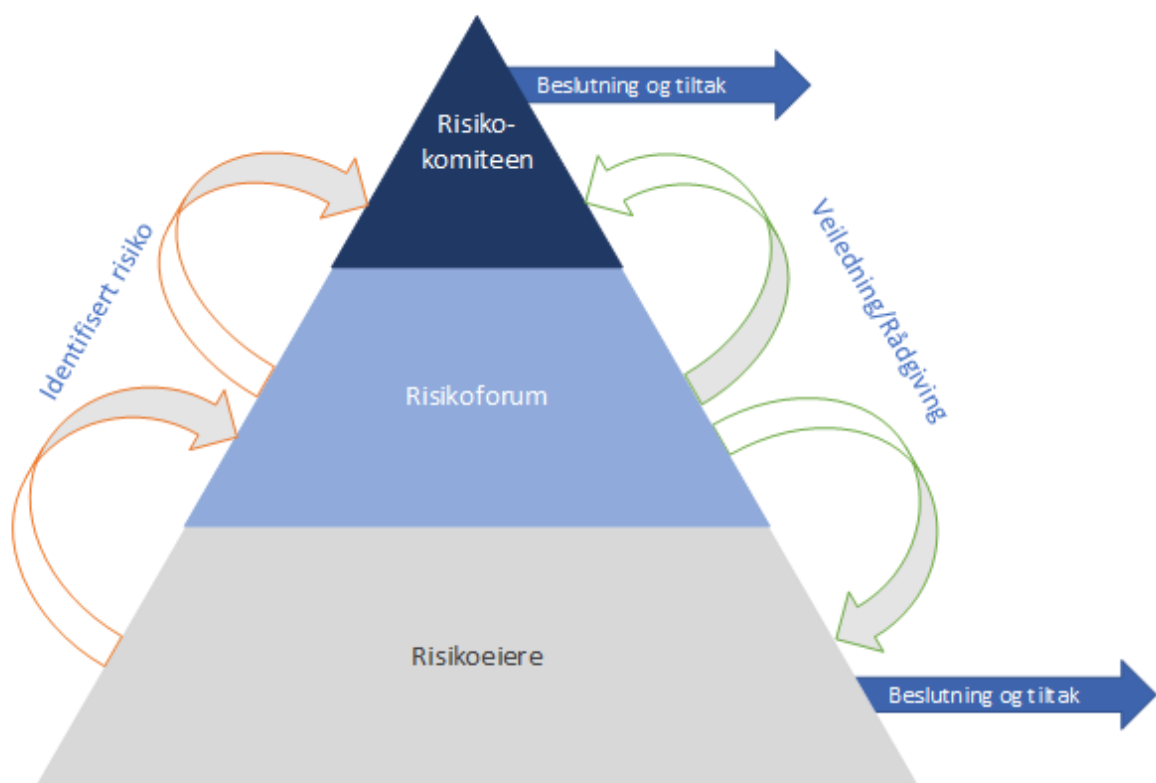 Beslutning og tiltak
Risiko-
komiteen
Identifisert risiko
Veiledning/Rådgiving
Risikoforum
Risikoeiere
Beslutning og tiltak